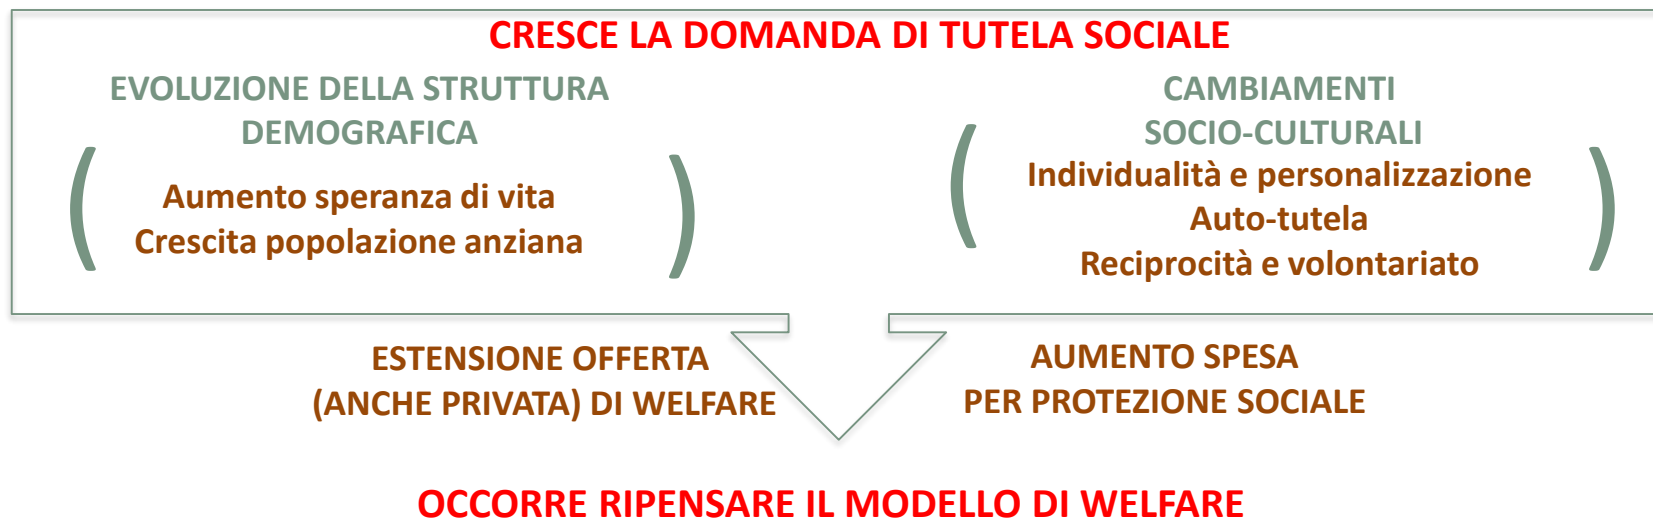 CRESCE LA DOMANDA DI TUTELA SOCIALE
EVOLUZIONE DELLA STRUTTURA
DEMOGRAFICA
Aumento speranza di vita
Crescita popolazione anziana
CAMBIAMENTI
SOCIO-CULTURALI
Individualità e personalizzazione
Auto-tutela
Reciprocità e volontariato
ESTENSIONE OFFERTA
(ANCHE PRIVATA) DI WELFARE
AUMENTO SPESA
PER PROTEZIONE SOCIALE
OCCORRE RIPENSARE IL MODELLO DI WELFARE